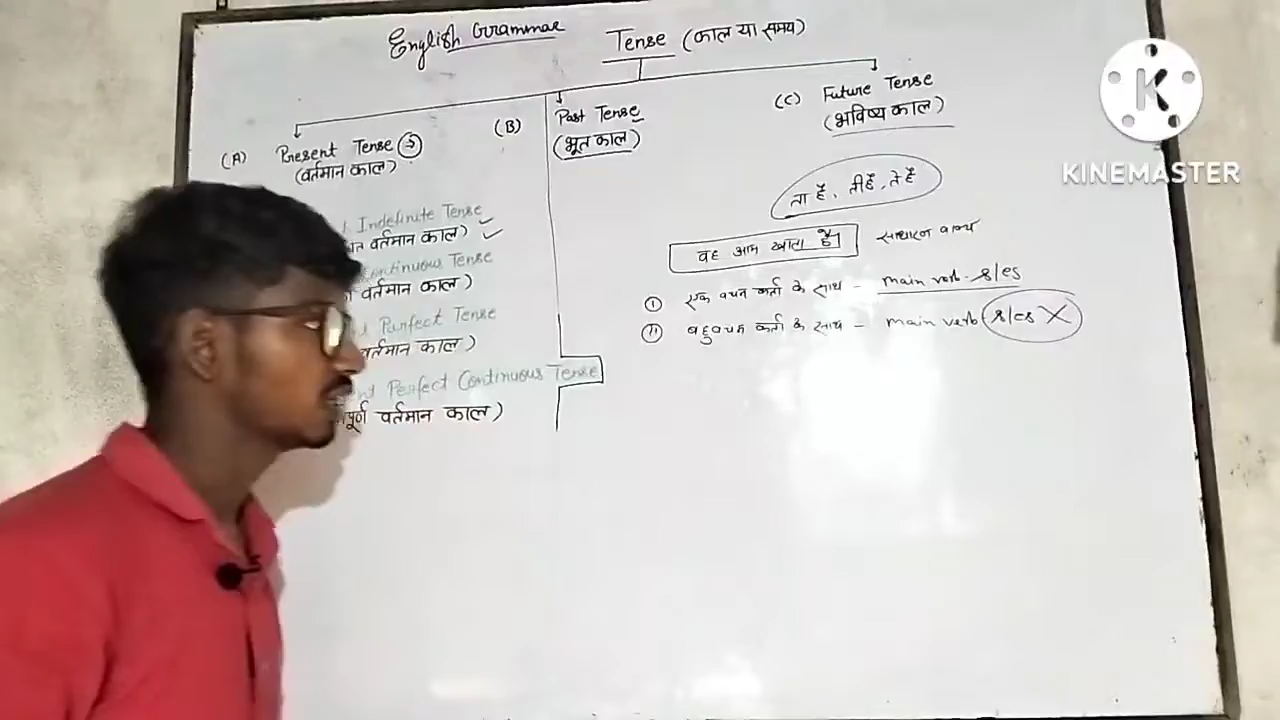 English Grammar
Tense (काल या समय)
(A) Present Tense
(वर्तमान काल)
(B) Past Tense
(भूत काल)
(C) Future Tense
(भविष्य काल)
Indefinite Tense
वर्तमान काल)
Continuous Tense
वर्तमान काल)
Perfect Tense
वर्तमान काल)
Perfect Continuous Tense
वर्तमान काल)
ता है, ती है, ते है
वह आम खाता है।
साधारण वाक्य
(i) एक वचन कर्ता के साथ - main verb - s/es
(ii) बहुवचन कर्ता के साथ - main verb s/es X
K
KINEMASTER